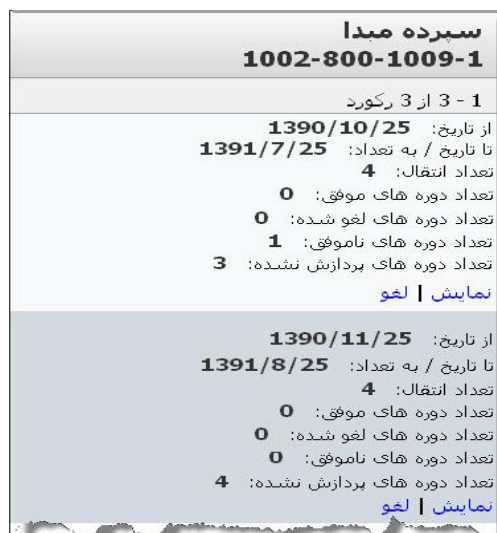 سپرده مبدا
1002-800-1009-1
1 - 3 از 3 رکورد
از تاریخ: 1390/10/25
تا تاریخ / به تعداد: 1391/7/25
تعداد انتقال: 4
تعداد دوره های موفق: 0
تعداد دوره های لغو شده: 0
تعداد دوره های ناموفق: 1
تعداد دوره های پردازش نشده: 3
نمایش | لغو
از تاریخ: 1390/11/25
تا تاریخ / به تعداد: 1391/8/25
تعداد انتقال: 4
تعداد دوره های موفق: 0
تعداد دوره های لغو شده: 0
تعداد دوره های ناموفق: 0
تعداد دوره های پردازش نشده: 4
نمایش | لغو